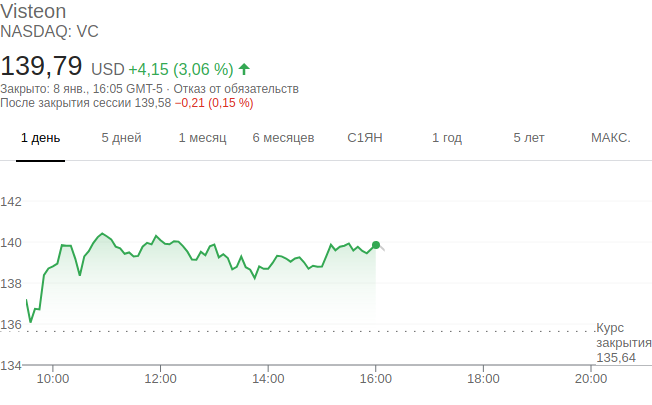 Visteon
NASDAQ: VC
139,79 USD +4,15 (3,06 %)
Закрыто: 8 янв., 16:05 GMT-5 · Отказ от обязательств
После закрытия сессии 139,58 −0,21 (0,15 %)
1 день 5 дней 1 месяц 6 месяцев С1ЯН 1 год 5 лет МАКС.
142
140
138
136
134
Курс
закрытия
135,64
10:00 12:00 14:00 16:00 18:00 20:00